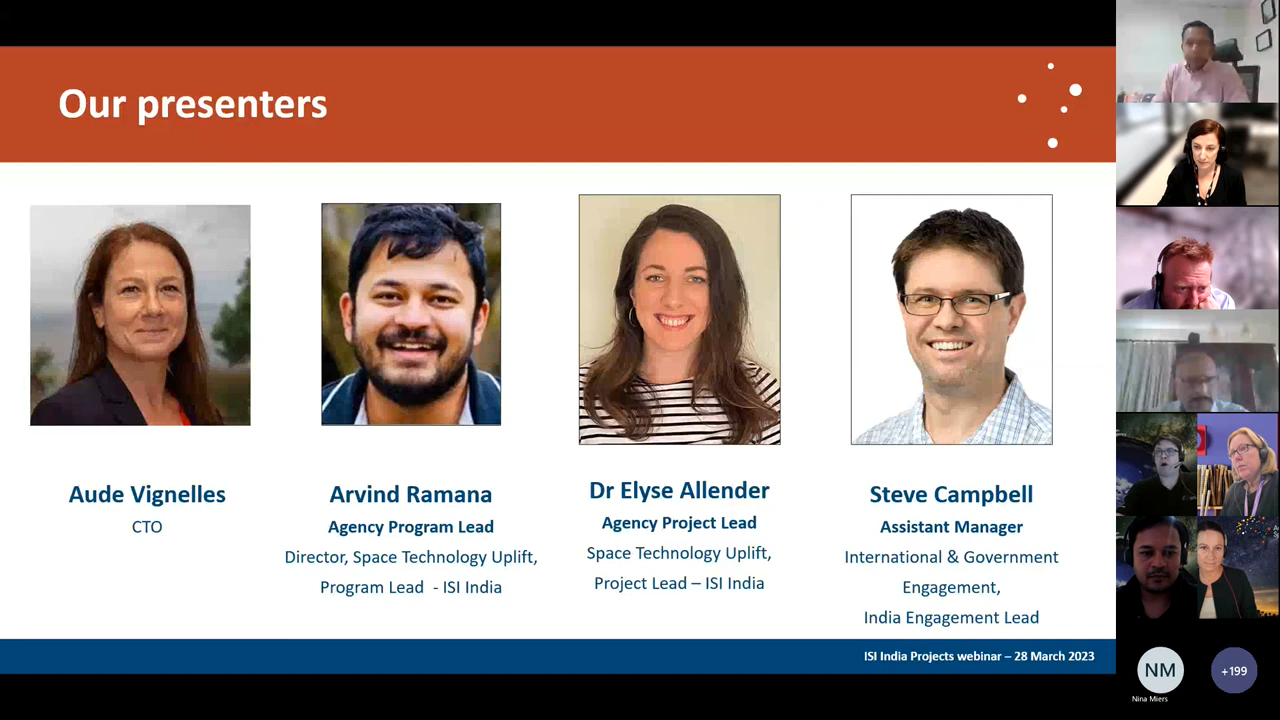 Our presenters
Aude Vignelles
CTO
Arvind Ramana
Agency Program Lead
Director, Space Technology Uplift,
Program Lead - ISI India
Dr Elyse Allender
Agency Project Lead
Space Technology Uplift,
Project Lead – ISI India
Steve Campbell
Assistant Manager
International & Government
Engagement,
India Engagement Lead
ISI India Projects webinar – 28 March 2023
NM
Nina Miers
+199